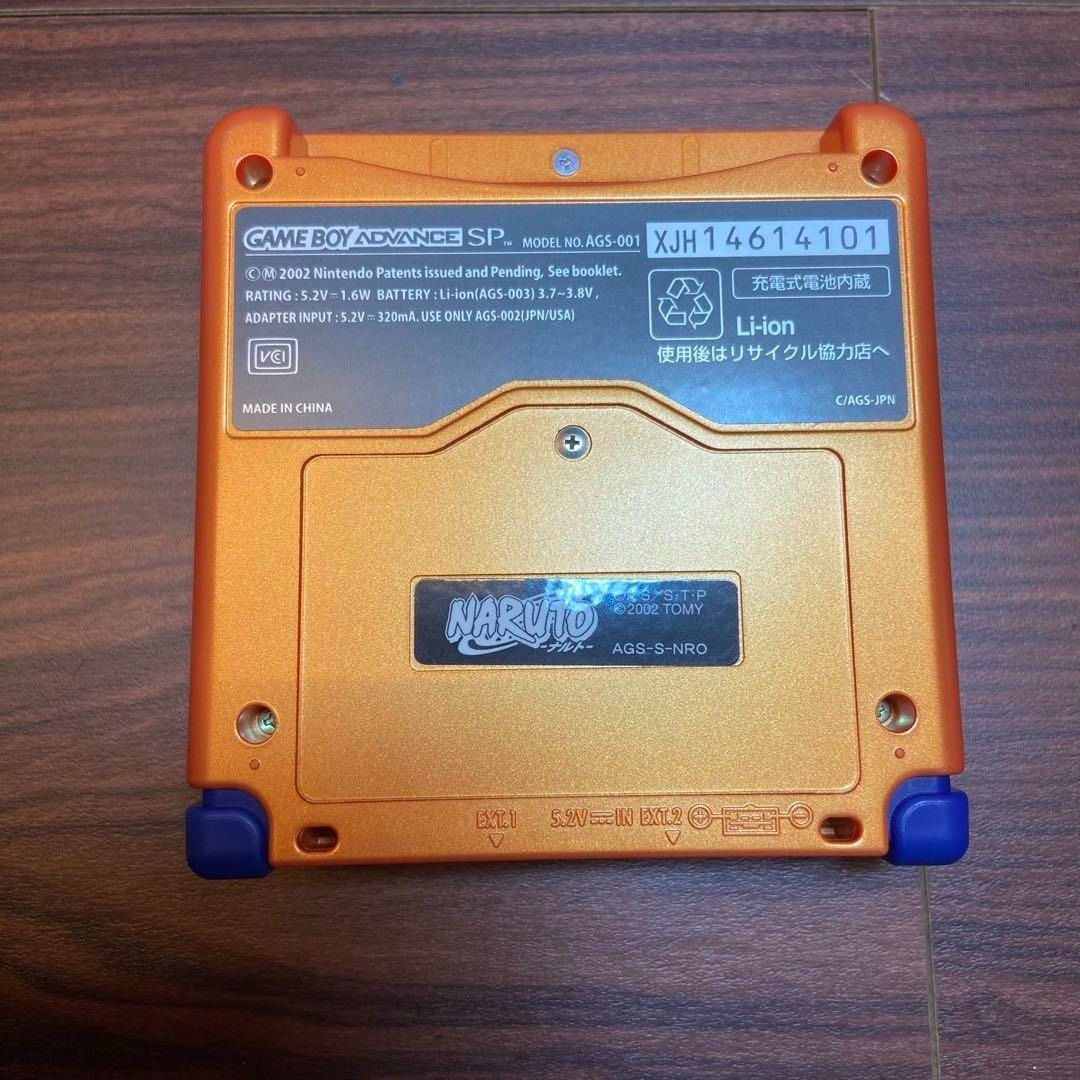 GAME BOY ADVANCE SP™ MODEL NO. AGS-001 XJH14614101
©Ⓜ 2002 Nintendo Patents issued and Pending, See booklet.
RATING : 5.2V⎓1.6W BATTERY : Li-ion(AGS-003) 3.7~3.8V,
ADAPTER INPUT : 5.2V⎓320mA. USE ONLY AGS-002(JPN/USA)
VCI
MADE IN CHINA
充電式電池内蔵
Li-ion
使用後はリサイクル協力店へ
C/AGS-JPN
NARUTO
-ナルト-
S・T・P
©2002 TOMY
AGS-S-NRO
EXT.1 5.2V⎓IN EXT.2